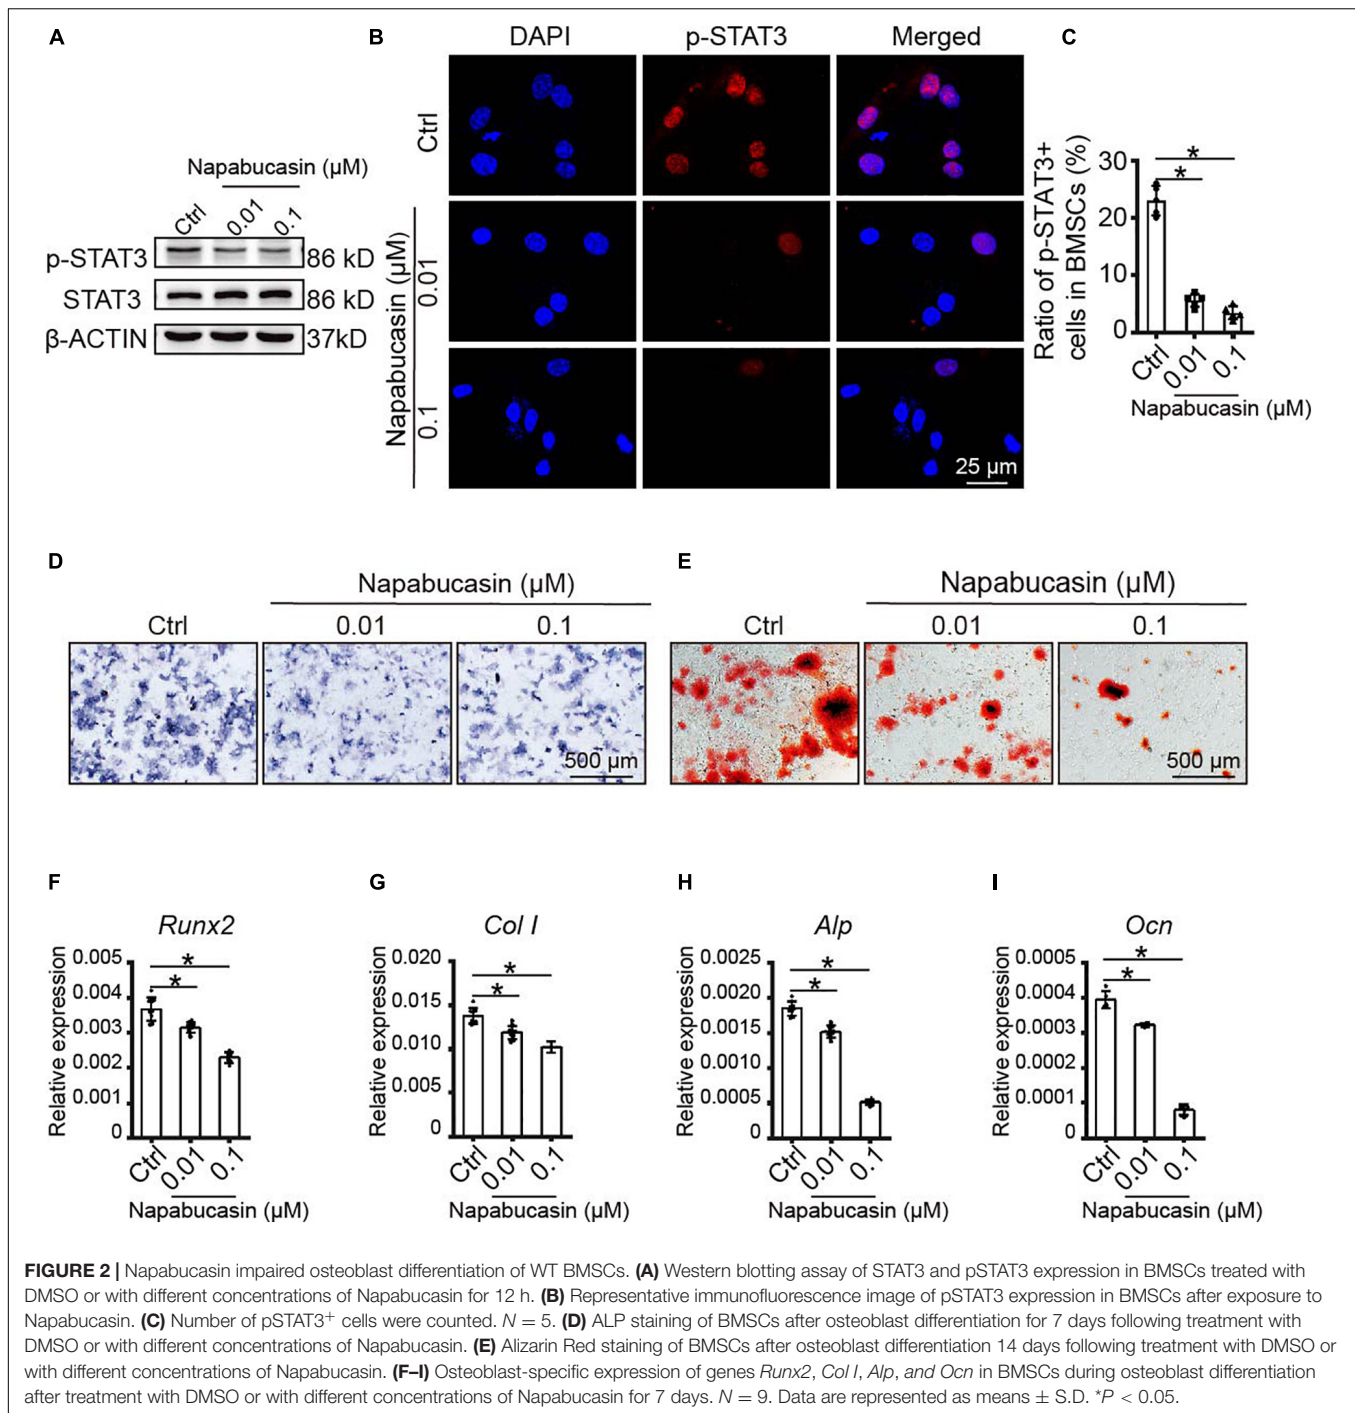 A
Napabucasin (μM)
Ctrl
0.01
0.1
p-STAT3
86 kD
STAT3
86 kD
β-ACTIN
37kD
B
DAPI
p-STAT3
Merged
Ctrl
Napabucasin (μM)
0.01
0.1
25 μm
C
Ratio of p-STAT3+
cells in BMSCs (%)
30
20
10
0
*
*
Ctrl
0.01
0.1
Napabucasin (μM)
D
Napabucasin (μM)
Ctrl
0.01
0.1
500 μm
E
Napabucasin (μM)
Ctrl
0.01
0.1
500 μm
F
Runx2
Relative expression
0.005
0.004
0.003
0.002
0.001
0
*
*
Ctrl
0.01
0.1
Napabucasin (μM)
G
Col I
Relative expression
0.020
0.015
0.010
0.005
0
*
*
Ctrl
0.01
0.1
Napabucasin (μM)
H
Alp
Relative expression
0.0025
0.0020
0.0015
0.0010
0.0005
0
*
*
Ctrl
0.01
0.1
Napabucasin (μM)
I
Ocn
Relative expression
0.0005
0.0004
0.0003
0.0002
0.0001
0
*
*
Ctrl
0.01
0.1
Napabucasin (μM)
FIGURE 2 | Napabucasin impaired osteoblast differentiation of WT BMSCs. (A) Western blotting assay of STAT3 and pSTAT3 expression in BMSCs treated with
DMSO or with different concentrations of Napabucasin for 12 h. (B) Representative immunofluorescence image of pSTAT3 expression in BMSCs after exposure to
Napabucasin. (C) Number of pSTAT3+ cells were counted. N = 5. (D) ALP staining of BMSCs after osteoblast differentiation for 7 days following treatment with
DMSO or with different concentrations of Napabucasin. (E) Alizarin Red staining of BMSCs after osteoblast differentiation 14 days following treatment with DMSO or
with different concentrations of Napabucasin. (F–I) Osteoblast-specific expression of genes Runx2, Col I, Alp, and Ocn in BMSCs during osteoblast differentiation
after treatment with DMSO or with different concentrations of Napabucasin for 7 days. N = 9. Data are represented as means ± S.D. *P < 0.05.